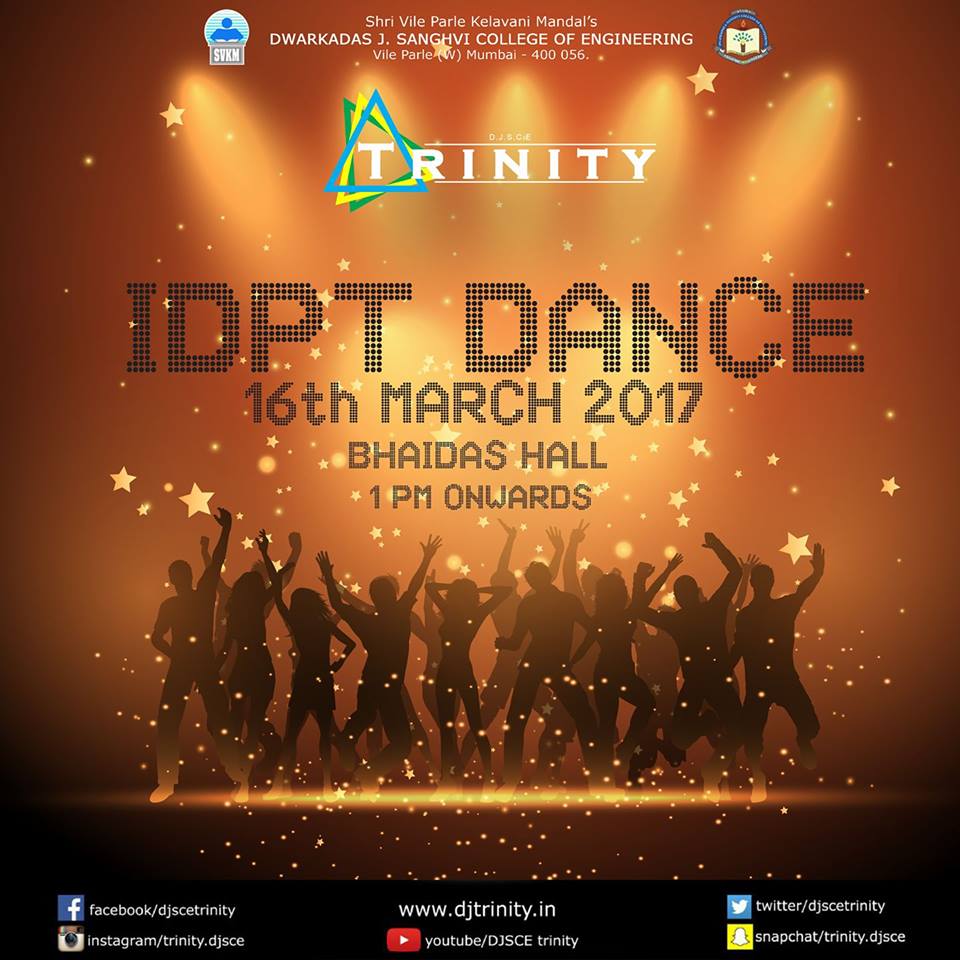 Shri Vile Parle Kelavani Mandal's
SVKM
DWARKADAS J. SANGHVI COLLEGE OF ENGINEERING
Vile Parle (W) Mumbai - 400 056.
D.J.S.C.E
TRINITY
IDPT DANCE
16th MARCH 2017
BHAIDAS HALL
1 PM ONWARDS
facebook/djscetrinity
www.djtrinity.in
twitter/djscetrinity
instagram/trinity.djsce
youtube/DJSCE trinity
snapchat/trinity.djsce